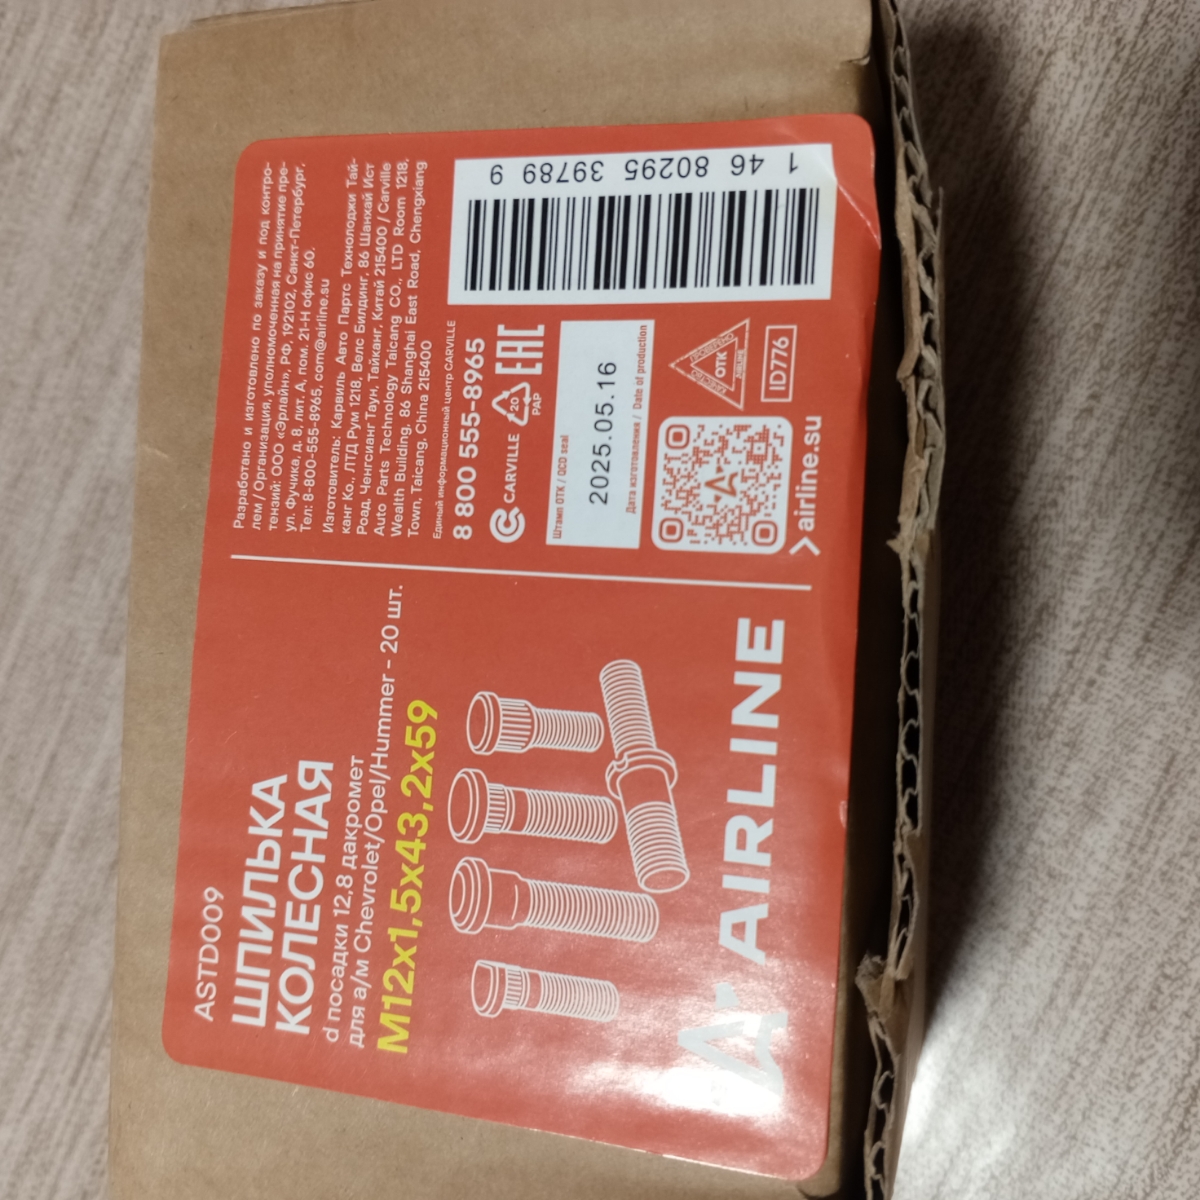 ASTD009
ШПИЛЬКА
КОЛЕСНАЯ
d посадки 12,8 дакромет
для а/м Chevrolet/Opel/Hummer - 20 шт.
M12x1,5x43,2x59
AIRLINE
Разработано и изготовлено по заказу и под контро-
лем / Организация, уполномоченная на принятие пре-
тензий: ООО «Эрлайн», РФ, 192102, Санкт-Петербург,
ул. Фучика, д. 8, лит. А, пом. 21-Н офис 60.
Тел: 8-800-555-8965, com@airline.su
Изготовитель: Карвиль Авто Партс Технолоджи Тай-
канг Ко., ЛТД Рум 1218, Велс Билдинг, 86 Шанхай Ист
Роад, Ченгсианг Таун, Тайканг, Китай 215400 / Carville
Auto Parts Technology Taicang CO., LTD Room 1218,
Wealth Building, 86 Shanghai East Road, Chengxiang
Town, Taicang, China 215400
Единый информационный центр CARVILLE
8 800 555-8965
CARVILLE
20
PAP
EAC
Штамп ОТК / QCD seal
2025.05.16
Дата изготовления / Date of production
КАЧЕСТВО
ПРОВЕРЕНО
ОТК
AIRLINE
ID776
airline.su
1 46 80295 39789 9